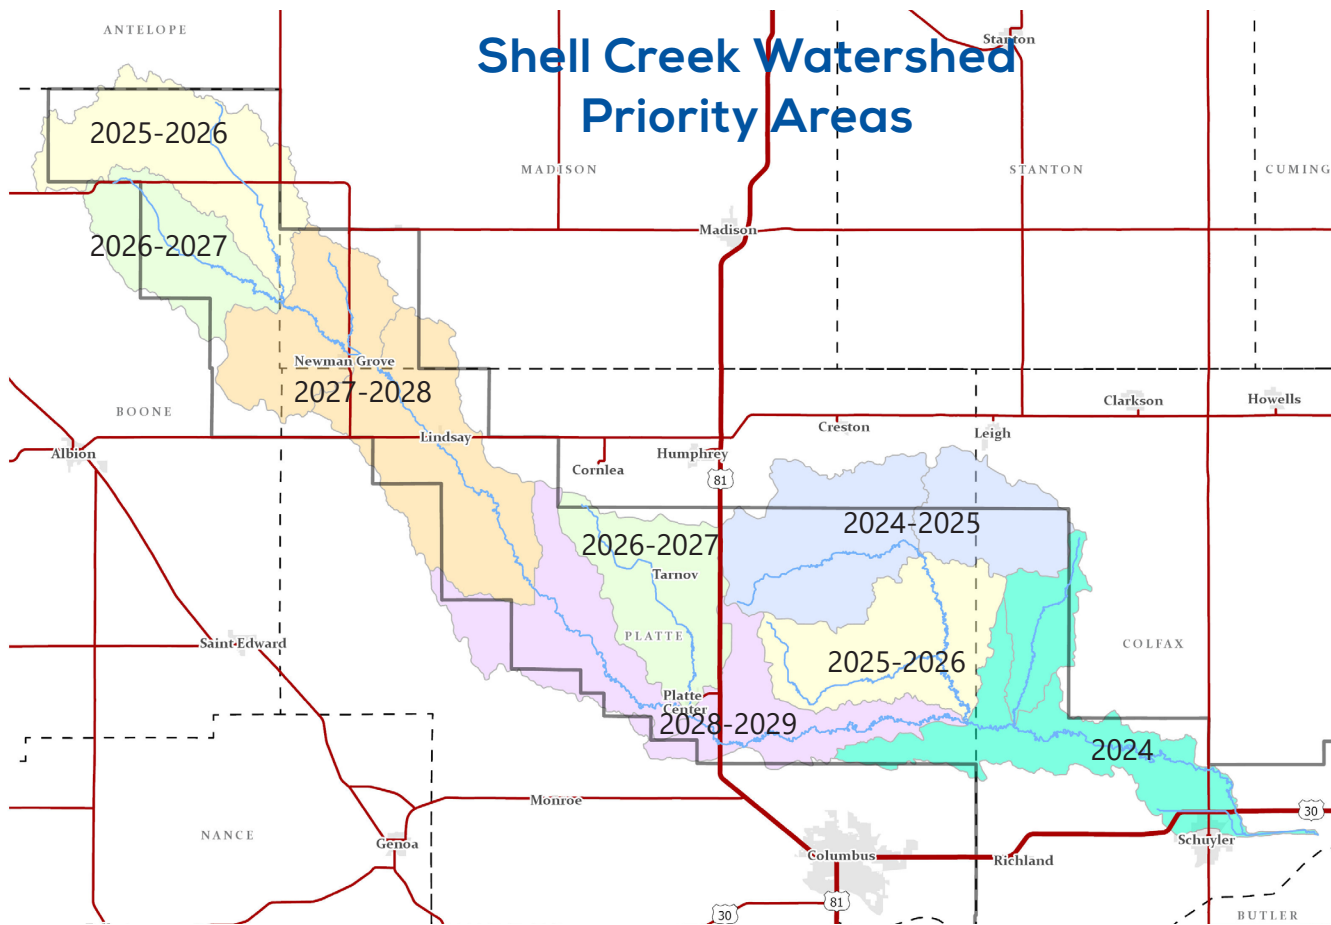 ANTELOPE
Stanton
Shell Creek Watershed
Priority Areas
2025-2026
MADISON
STANTON
CUMING
Madison
2026-2027
Newman Grove
2027-2028
BOONE
Clarkson
Howells
Creston
Leigh
Lindsay
Albion
Humphrey
Cornlea
81
2024-2025
2026-2027
Tarnov
PLATTE
COLFAX
Saint Edward
2025-2026
Platte
Center
2028-2029
2024
Monroe
30
NANCE
Genoa
Schuyler
Columbus
Richland
81
30
BUTLER